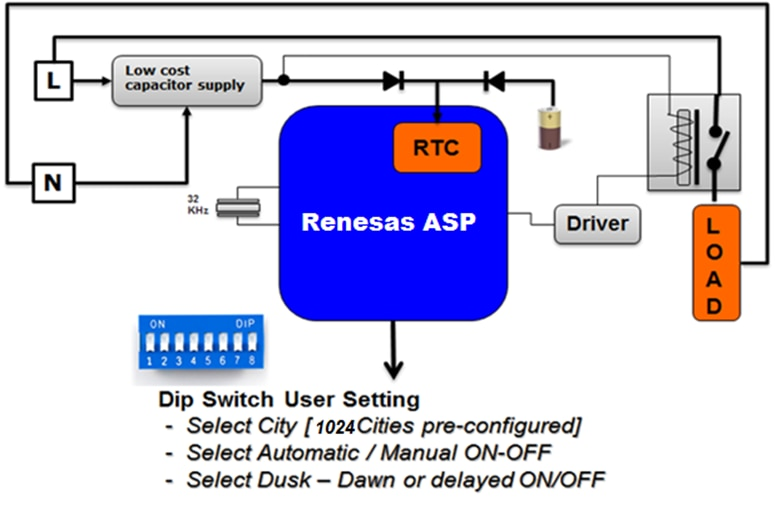 L
Low cost
capacitor supply
RTC
N
32
KHz
Renesas ASP
Driver
L
O
A
D
ON DIP
1 2 3 4 5 6 7 8
Dip Switch User Setting
- Select City [1024 Cities pre-configured]
- Select Automatic / Manual ON-OFF
- Select Dusk – Dawn or delayed ON/OFF